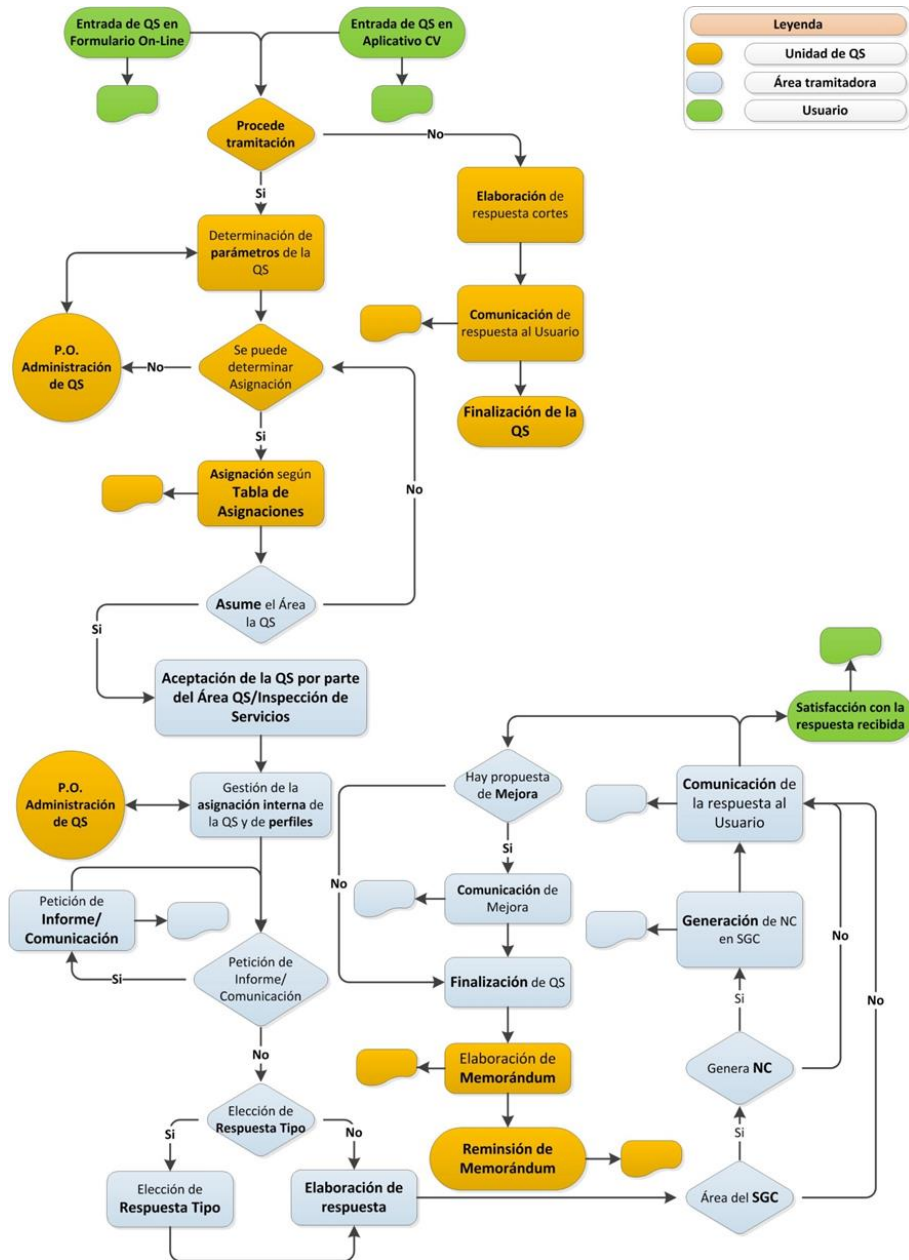 Entrada de QS en
Formulario On-Line
Entrada de QS en
Aplicativo CV
Leyenda
Unidad de QS
Área tramitadora
Usuario
Procede
tramitación
No
Si
Elaboración de
respuesta cortes
Determinación de
parámetros de la
QS
Comunicación de
respuesta al Usuario
P.O.
Administración
de QS
No
Se puede
determinar
Asignación
Finalización de la
QS
Si
Asignación según
Tabla de
Asignaciones
No
Asume el Área
la QS
Si
Aceptación de la QS por parte
del Área QS/Inspección de
Servicios
Satisfacción con la
respuesta recibida
P.O.
Administración
de QS
Gestión de la
asignación interna de
la QS y de perfiles
Hay propuesta
de Mejora
Comunicación de
la respuesta al
Usuario
Si
No
Petición de
Informe/
Comunicación
Comunicación de
Mejora
Generación de NC
en SGC
No
Petición de
Informe/
Comunicación
Si
Finalización de QS
Si
No
No
Elaboración de
Memorándum
Genera NC
Elección de
Respuesta Tipo
Si
No
Reminsión de
Memorándum
Si
Elección de
Respuesta Tipo
Elaboración de
respuesta
Área del SGC